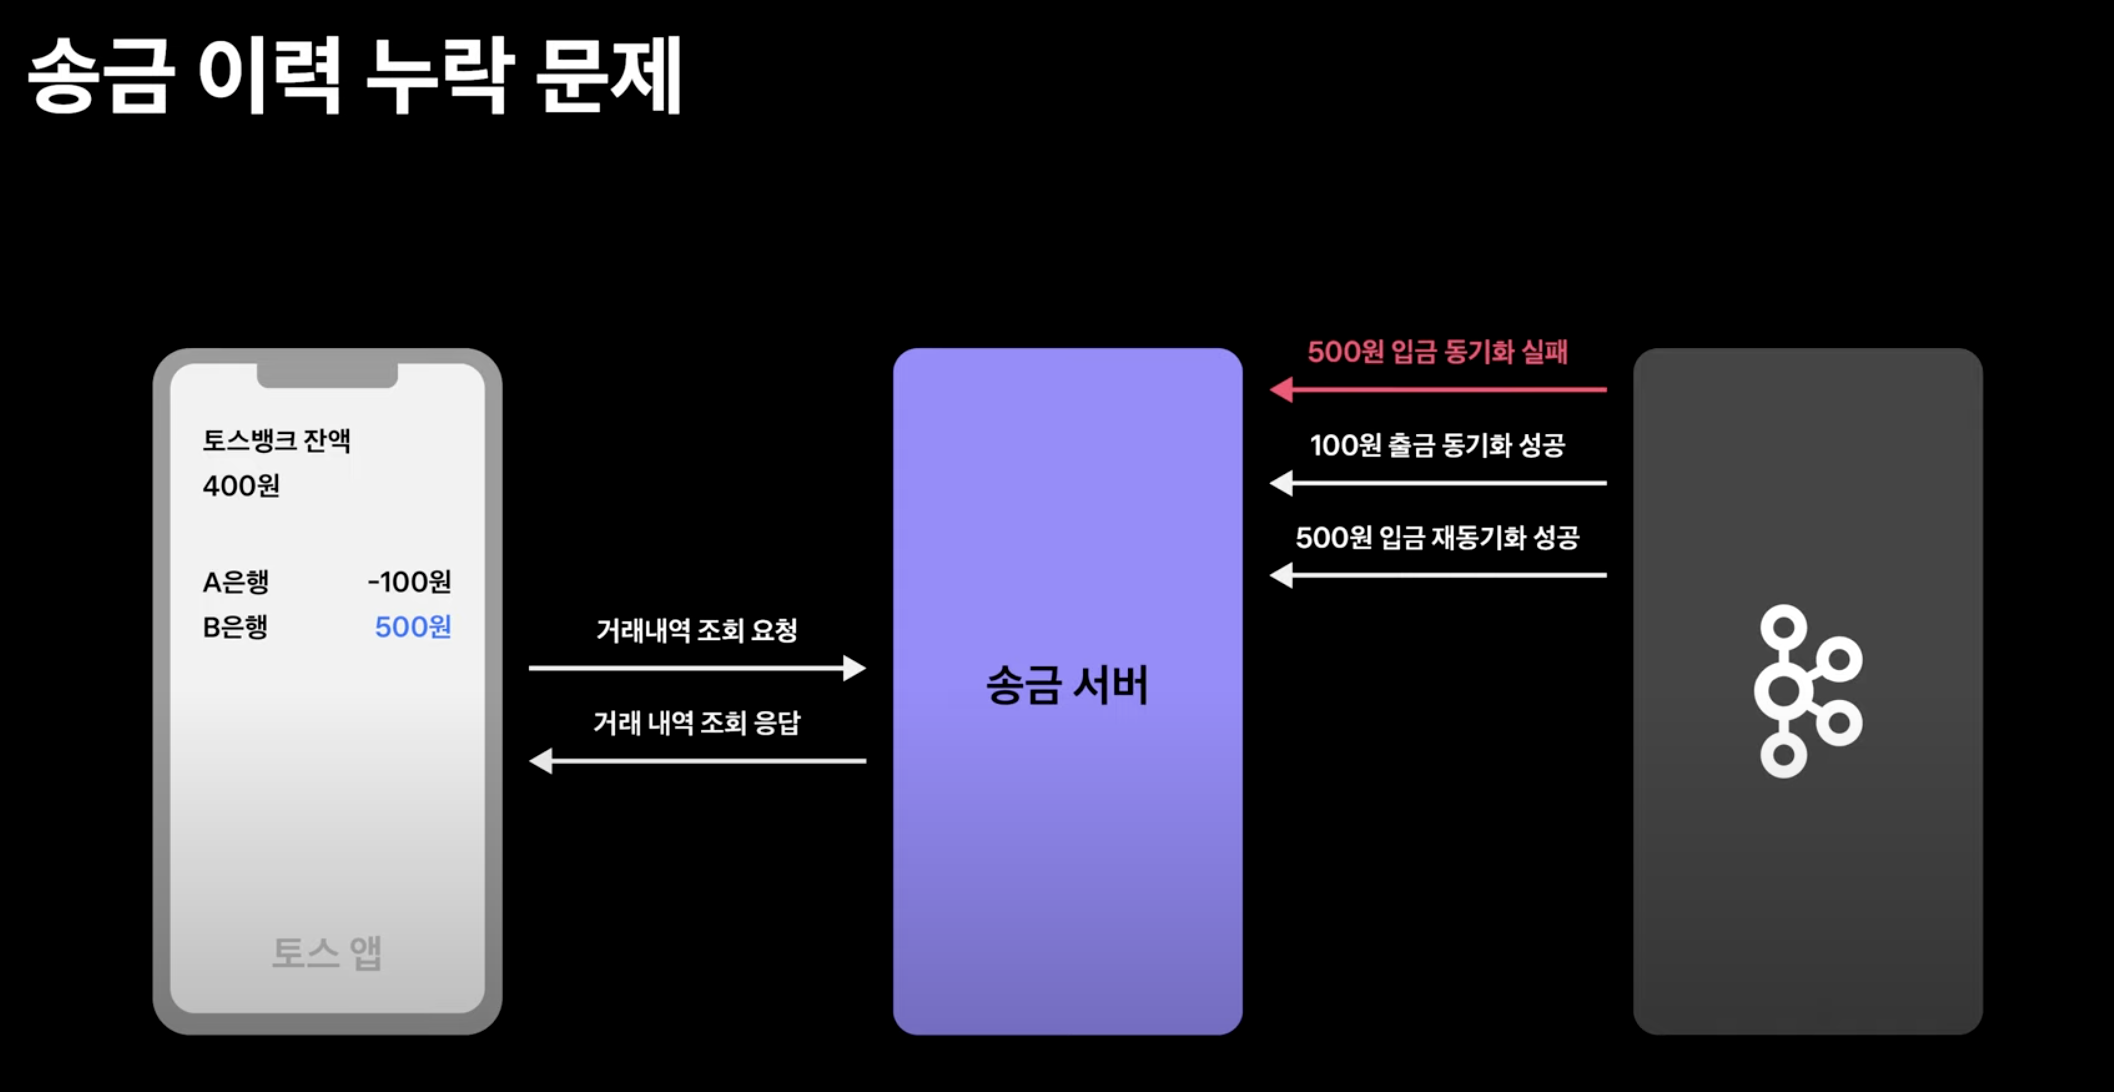 송금 이력 누락 문제
토스뱅크 잔액
400원
A은행 -100원
B은행 500원
토스 앱
거래내역 조회 요청
거래 내역 조회 응답
송금 서버
500원 입금 동기화 실패
100원 출금 동기화 성공
500원 입금 재동기화 성공